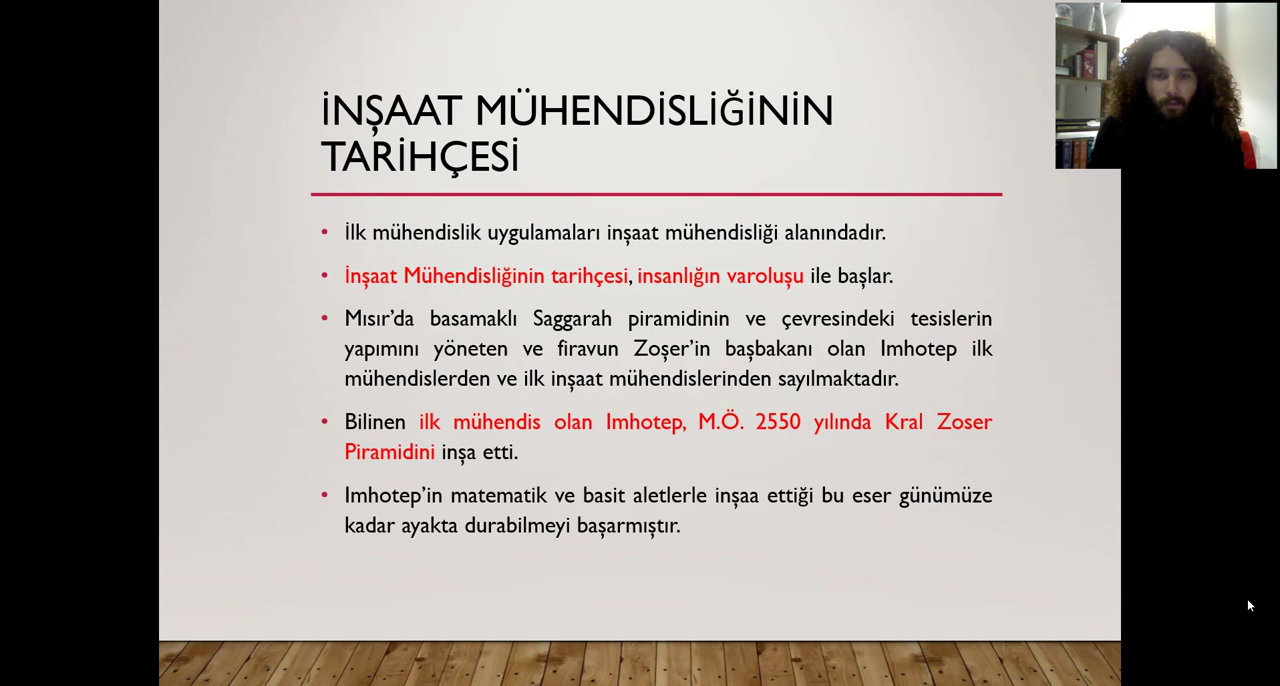 İNŞAAT MÜHENDİSLİĞİNİN
TARİHÇESİ
• İlk mühendislik uygulamaları inşaat mühendisliği alanındadır.
• İnşaat Mühendisliğinin tarihçesi, insanlığın varoluşu ile başlar.
• Mısır’da basamaklı Saggarah piramidinin ve çevresindeki tesislerin
yapımını yöneten ve firavun Zoşer’in başbakanı olan Imhotep ilk
mühendislerden ve ilk inşaat mühendislerinden sayılmaktadır.
• Bilinen ilk mühendis olan Imhotep, M.Ö. 2550 yılında Kral Zoser
Piramidini inşa etti.
• Imhotep’in matematik ve basit aletlerle inşaa ettiği bu eser günümüze
kadar ayakta durabilmeyi başarmıştır.